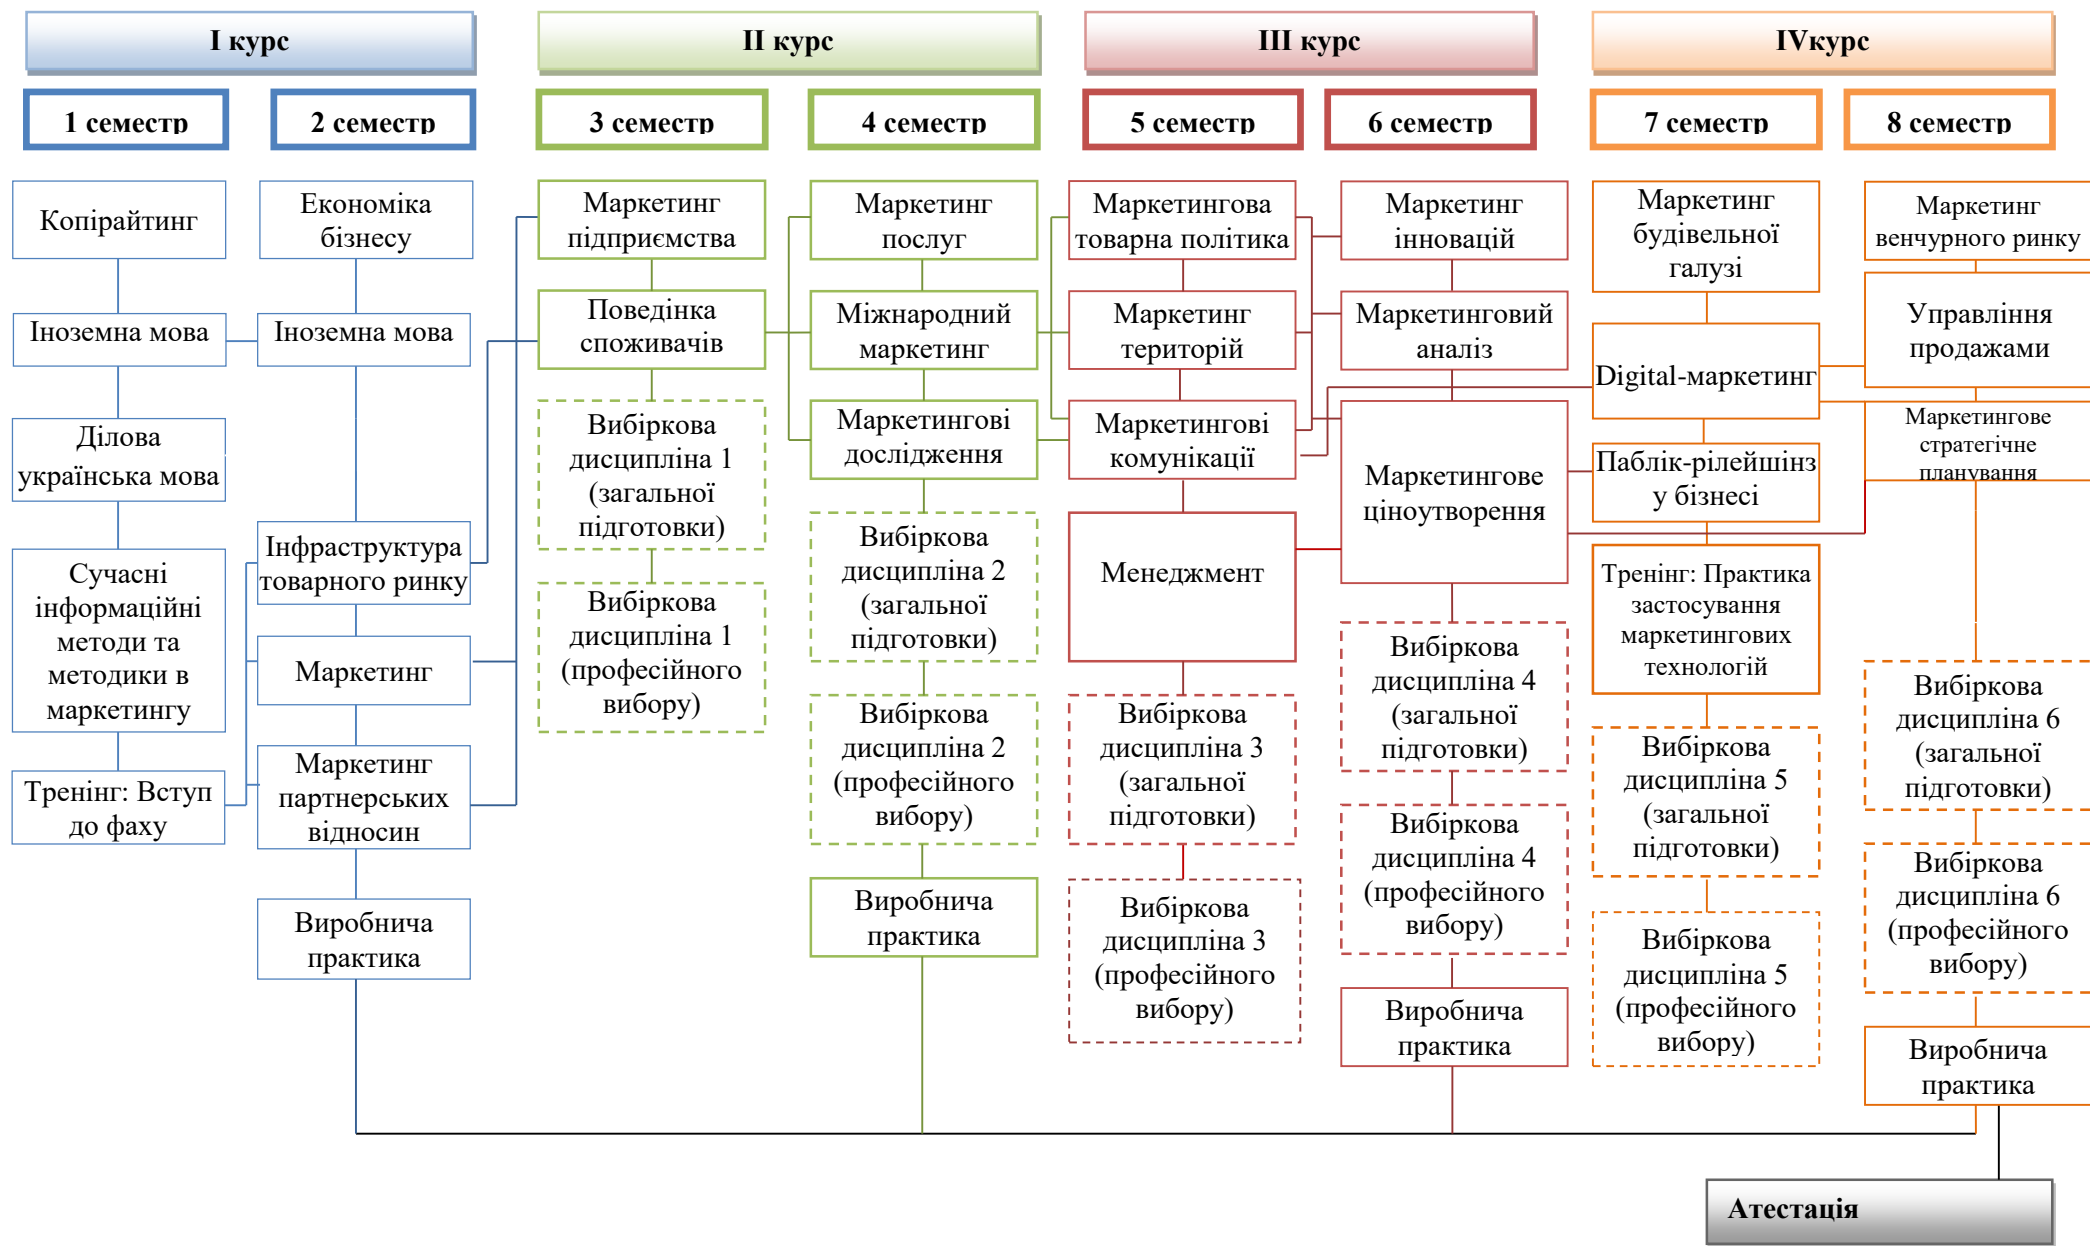 I курс
II курс
III курс
IVкурс
1 семестр
2 семестр
3 семестр
4 семестр
5 семестр
6 семестр
7 семестр
8 семестр
Копірайтинг
Іноземна мова
Ділова
українська мова
Сучасні
інформаційні
методи та
методики в
маркетингу
Тренінг: Вступ
до фаху
Економіка
бізнесу
Іноземна мова
Інфраструктура
товарного ринку
Маркетинг
Маркетинг
партнерських
відносин
Виробнича
практика
Маркетинг
підприємства
Поведінка
споживачів
Вибіркова
дисципліна 1
(загальної
підготовки)
Вибіркова
дисципліна 1
(професійного
вибору)
Маркетинг
послуг
Міжнародний
маркетинг
Маркетингові
дослідження
Вибіркова
дисципліна 2
(загальної
підготовки)
Вибіркова
дисципліна 2
(професійного
вибору)
Виробнича
практика
Маркетингова
товарна політика
Маркетинг
територій
Маркетингові
комунікації
Менеджмент
Вибіркова
дисципліна 3
(загальної
підготовки)
Вибіркова
дисципліна 3
(професійного
вибору)
Маркетинг
інновацій
Маркетинговий
аналіз
Маркетингове
ціноутворення
Вибіркова
дисципліна 4
(загальної
підготовки)
Вибіркова
дисципліна 4
(професійного
вибору)
Виробнича
практика
Маркетинг
будівельної
галузі
Digital-маркетинг
Паблік-рілейшінз
у бізнесі
Тренінг: Практика
застосування
маркетингових
технологій
Вибіркова
дисципліна 5
(загальної
підготовки)
Вибіркова
дисципліна 5
(професійного
вибору)
Маркетинг
венчурного ринку
Управління
продажами
Маркетингове
стратегічне
планування
Вибіркова
дисципліна 6
(загальної
підготовки)
Вибіркова
дисципліна 6
(професійного
вибору)
Виробнича
практика
Атестація